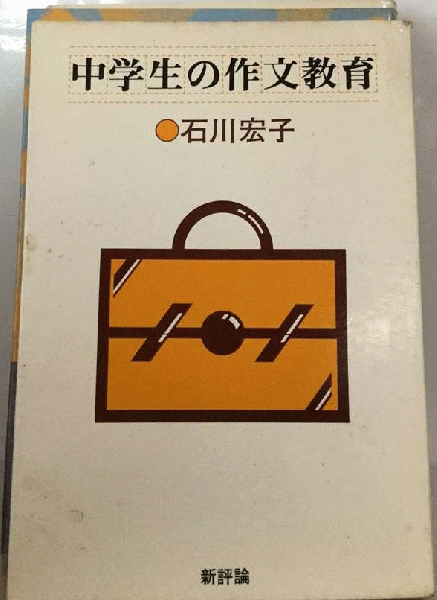 中学生の作文教育
●石川宏子
新評論